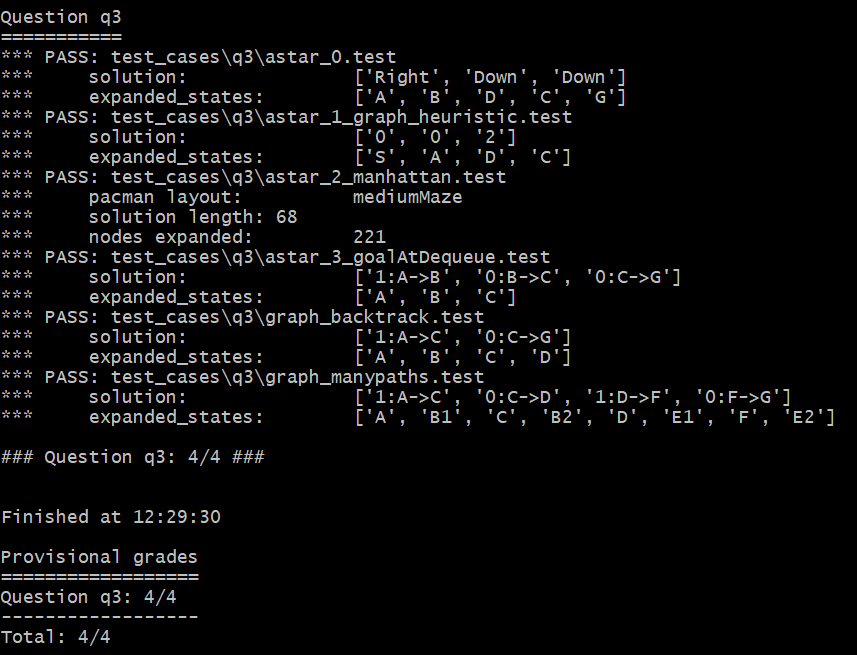 Question q3
===========
*** PASS: test_cases\q3\astar_0.test
***     solution:               ['Right', 'Down', 'Down']
***     expanded_states:        ['A', 'B', 'D', 'C', 'G']
*** PASS: test_cases\q3\astar_1_graph_heuristic.test
***     solution:               ['0', '0', '2']
***     expanded_states:        ['S', 'A', 'D', 'C']
*** PASS: test_cases\q3\astar_2_manhattan.test
***     pacman layout:          mediumMaze
***     solution length: 68
***     nodes expanded:         221
*** PASS: test_cases\q3\astar_3_goalAtDequeue.test
***     solution:               ['1:A->B', '0:B->C', '0:C->G']
***     expanded_states:        ['A', 'B', 'C']
*** PASS: test_cases\q3\graph_backtrack.test
***     solution:               ['1:A->C', '0:C->G']
***     expanded_states:        ['A', 'B', 'C', 'D']
*** PASS: test_cases\q3\graph_manypaths.test
***     solution:               ['1:A->C', '0:C->D', '1:D->F', '0:F->G']
***     expanded_states:        ['A', 'B1', 'C', 'B2', 'D', 'E1', 'F', 'E2']
### Question q3: 4/4 ###
Finished at 12:29:30
Provisional grades
==================
Question q3: 4/4
------------------
Total: 4/4